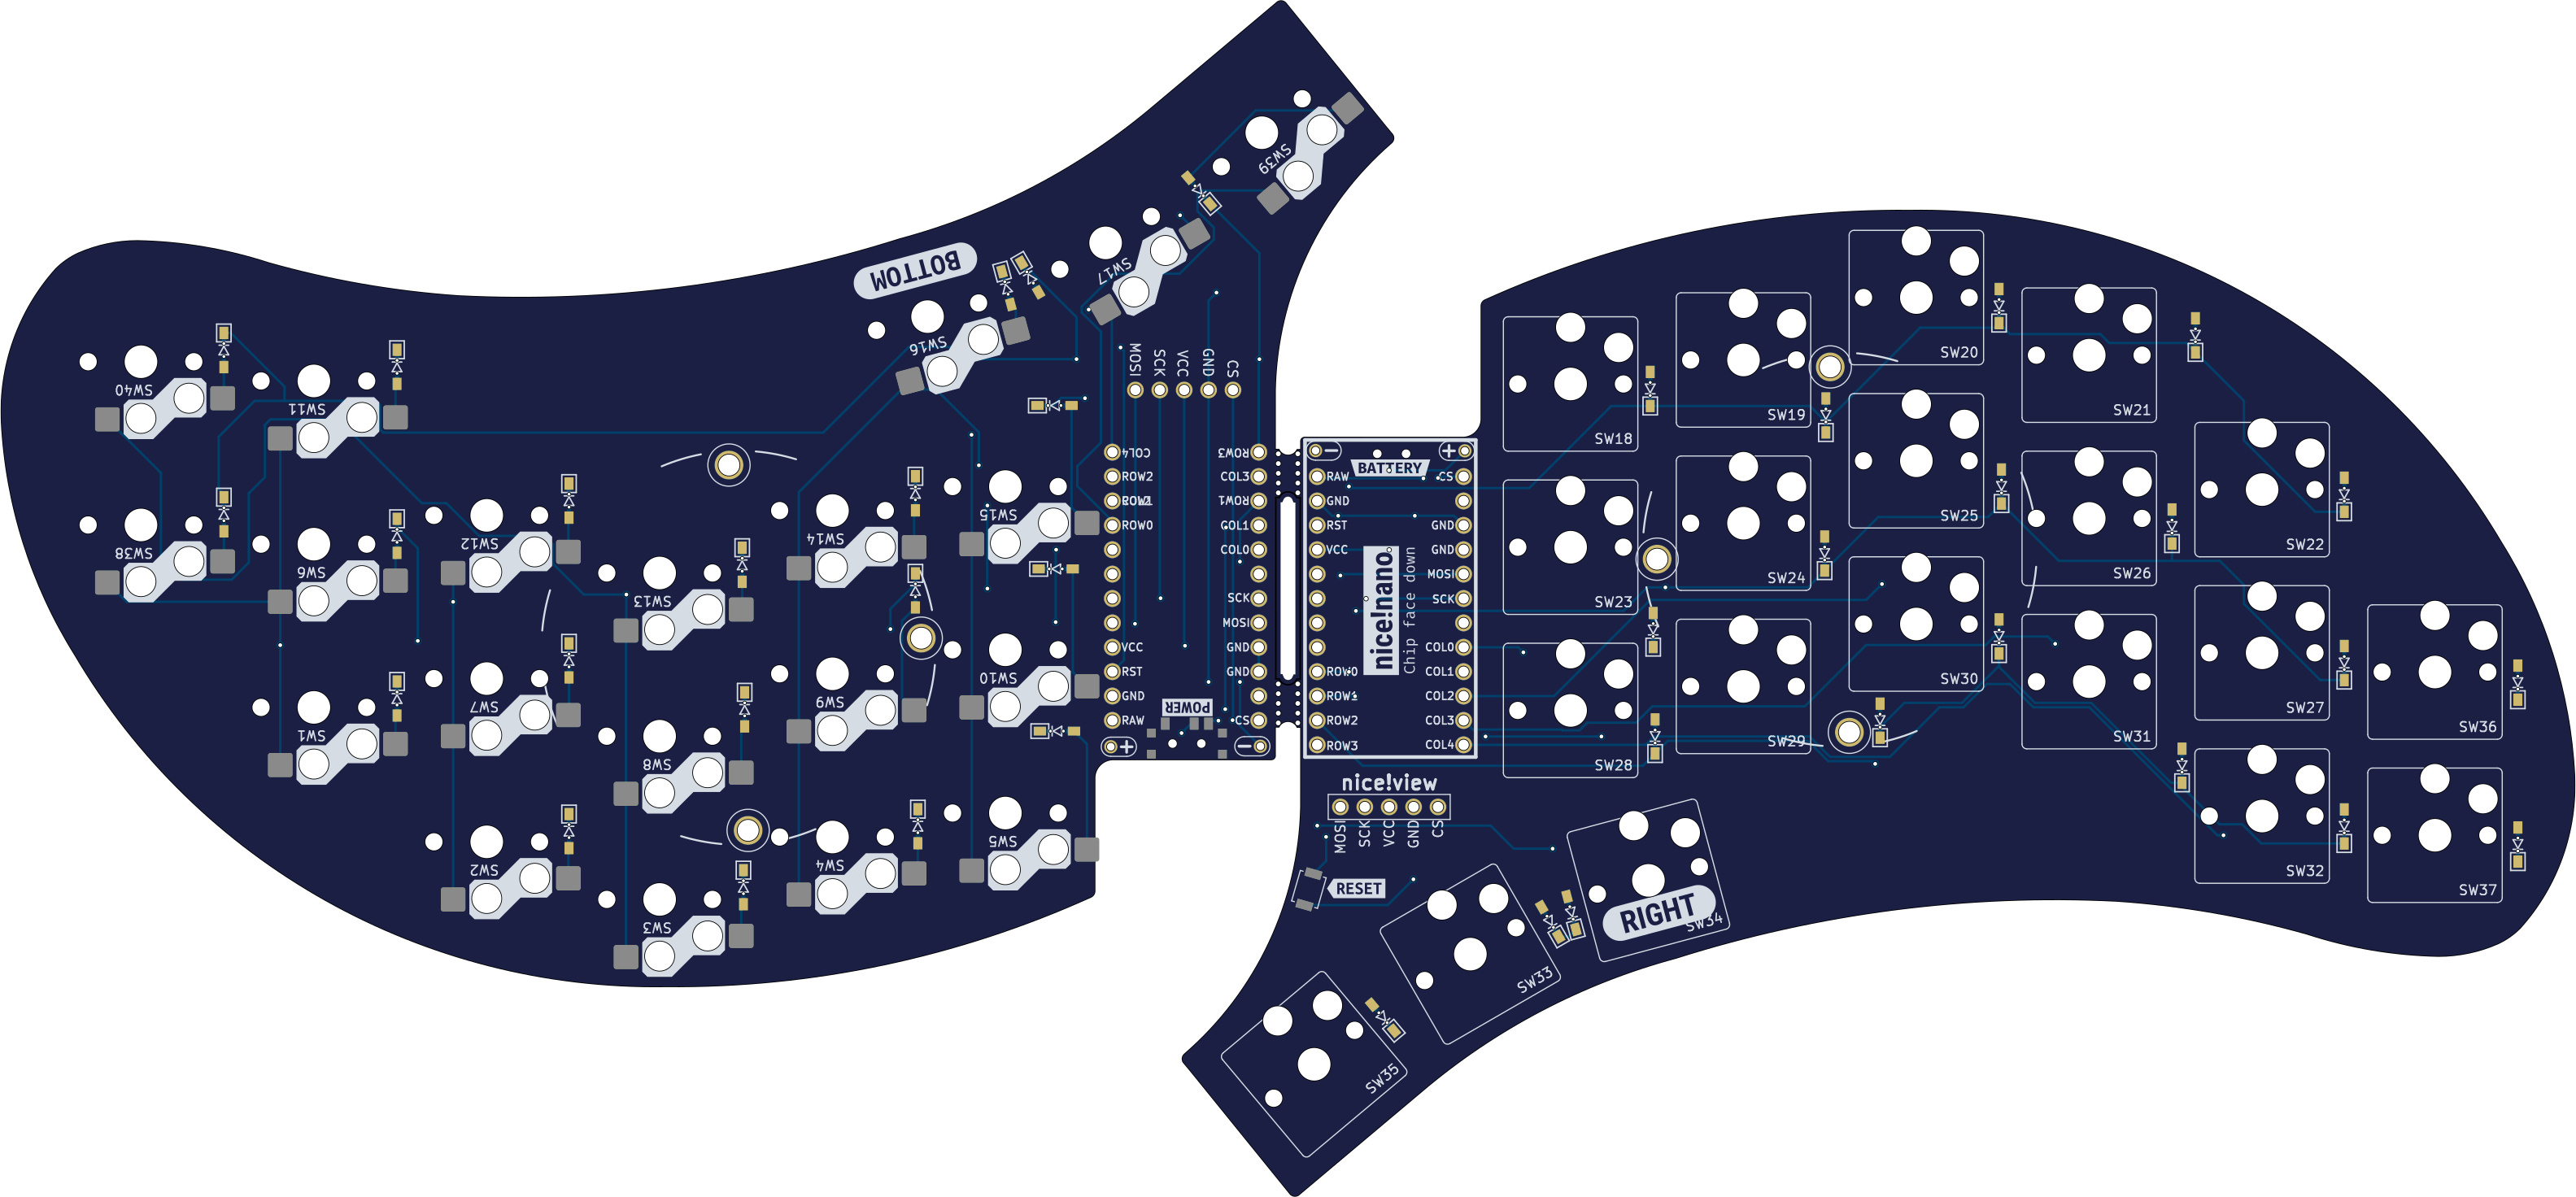 BOTTOM
SW39
SW17
SW16
SW40
SW11
SW38
SW6
SW12
SW13
SW14
SW15
SW1
SW7
SW8
SW9
SW10
SW2
SW3
SW4
SW5
MOSI
SCK
VCC
GND
CS
COL4
ROW2
ROW0
VCC
RST
GND
RAW
ROW3
COL3
ROW1
COL1
COL0
SCK
MOSI
GND
GND
CS
POWER
+
−
−
+
BATTERY
RAW
GND
RST
VCC
ROW0
ROW1
ROW2
ROW3
CS
GND
GND
MOSI
SCK
COL0
COL1
COL2
COL3
COL4
nice!nano
Chip face down
nice!view
MOSI
SCK
VCC
GND
CS
RESET
SW18
SW19
SW20
SW21
SW22
SW23
SW24
SW25
SW26
SW27
SW28
SW29
SW30
SW31
SW32
SW36
SW37
RIGHT
SW34
SW33
SW35